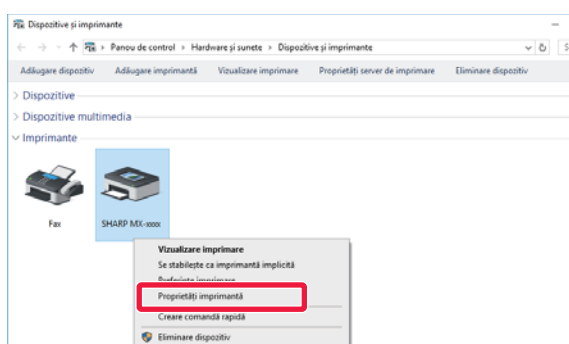 Dispozitive și imprimante
Panou de control › Hardware și sunete › Dispozitive și imprimante
Adăugare dispozitiv Adăugare imprimantă Vizualizare imprimare Proprietăți server de imprimare Eliminare dispozitiv
Dispozitive
Dispozitive multimedia
Imprimante
Fax SHARP MX-xxxx
Vizualizare imprimare
Se stabilește ca imprimantă implicită
Preferințe imprimare
Proprietăți imprimantă
Creare comandă rapidă
Eliminare dispozitiv